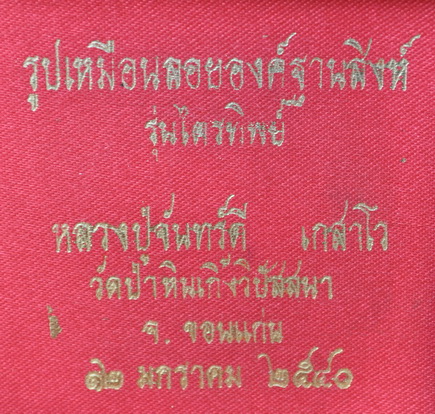 รูปเหมือนลอยองค์ฐานสิงห์
รุ่นไตรทิพย์
หลวงปู่จันทร์ดี เกสาโว
วัดป่าหินเกิ้งวิปัสสนา
จ. ขอนแก่น
๑๒ มกราคม ๒๕๔๐